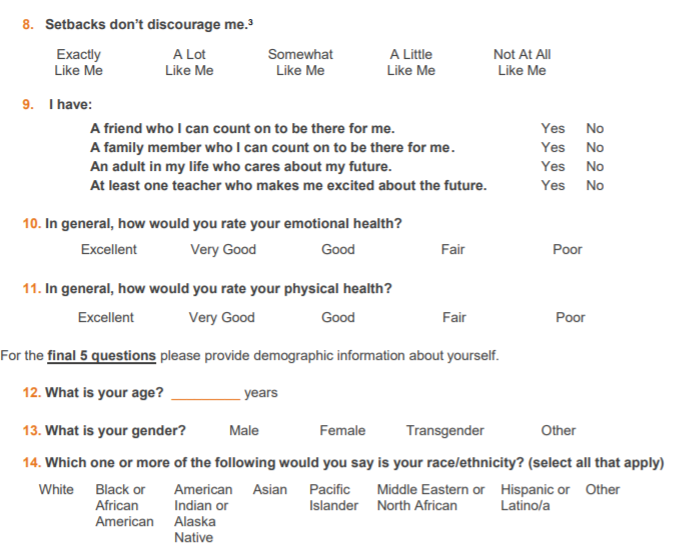 8. Setbacks don't discourage me.³
Exactly Like Me
A Lot Like Me
Somewhat Like Me
A Little Like Me
Not At All Like Me
9. I have:
A friend who I can count on to be there for me. Yes No
A family member who I can count on to be there for me. Yes No
An adult in my life who cares about my future. Yes No
At least one teacher who makes me excited about the future. Yes No
10. In general, how would you rate your emotional health?
Excellent Very Good Good Fair Poor
11. In general, how would you rate your physical health?
Excellent Very Good Good Fair Poor
For the final 5 questions please provide demographic information about yourself.
12. What is your age? _________ years
13. What is your gender? Male Female Transgender Other
14. Which one or more of the following would you say is your race/ethnicity? (select all that apply)
White
Black or African American
American Indian or Alaska Native
Asian
Pacific Islander
Middle Eastern or North African
Hispanic or Latino/a
Other